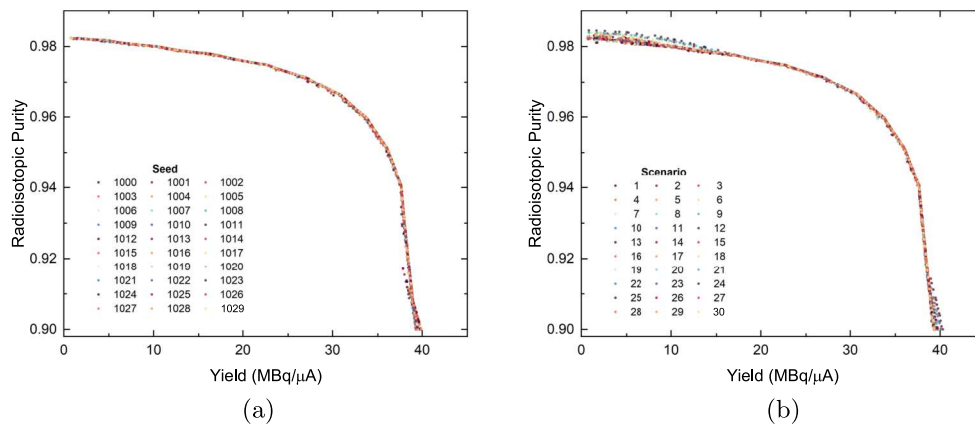 0.98
0.96
0.94
0.92
0.90
Radioisotopic Purity
Seed
1000 1001 1002
1003 1004 1005
1006 1007 1008
1009 1010 1011
1012 1013 1014
1015 1016 1017
1018 1019 1020
1021 1022 1023
1024 1025 1026
1027 1028 1029
0 10 20 30 40
Yield (MBq/μA)
(a)
0.98
0.96
0.94
0.92
0.90
Radioisotopic Purity
Scenario
1 2 3
4 5 6
7 8 9
10 11 12
13 14 15
16 17 18
19 20 21
22 23 24
25 26 27
28 29 30
0 10 20 30 40
Yield (MBq/μA)
(b)